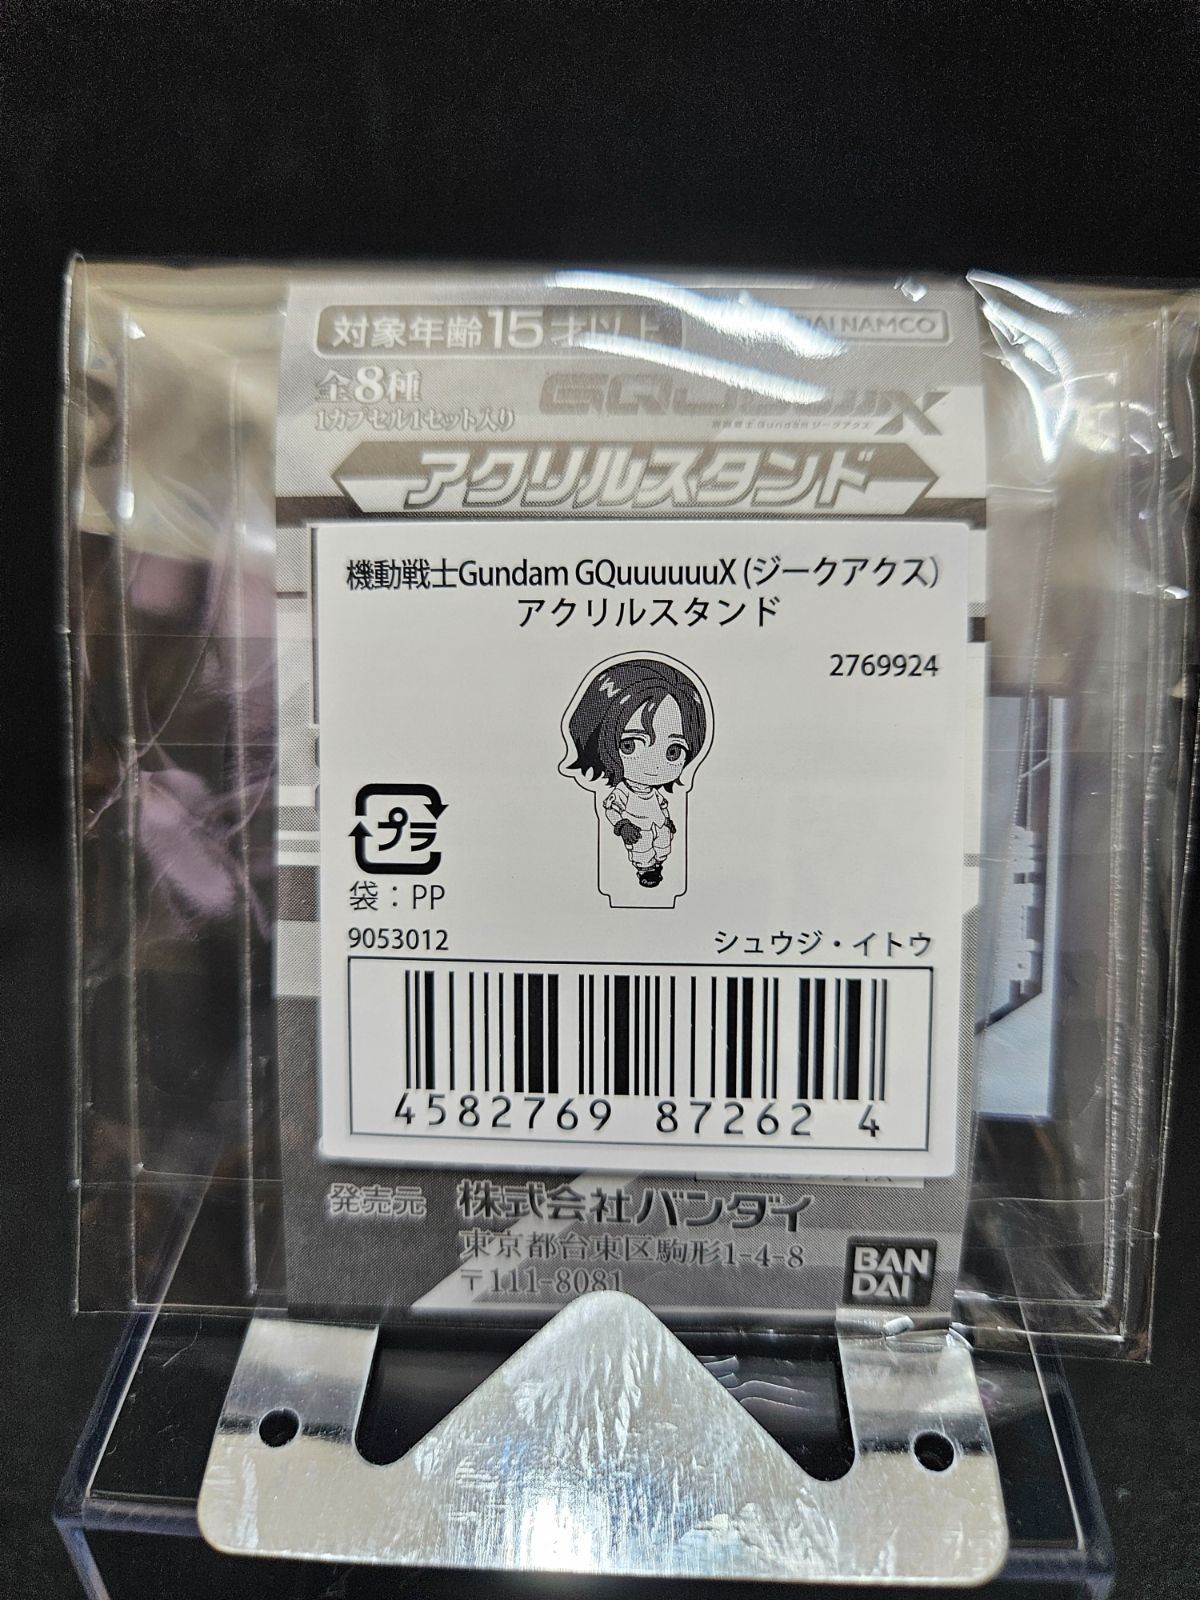 対象年齢15才以上
BANDAI NAMCO
全8種
1カプセル1セット入り
機動戦士Gundam ジークアクス
アクリルスタンド
機動戦士Gundam GQuuuuuuX (ジークアクス)
アクリルスタンド
2769924
プラ
袋：PP
9053012
シュウジ・イトウ
4582769 87262 4
発売元 株式会社バンダイ
東京都台東区駒形1-4-8
〒111-8081
BAN
DAI